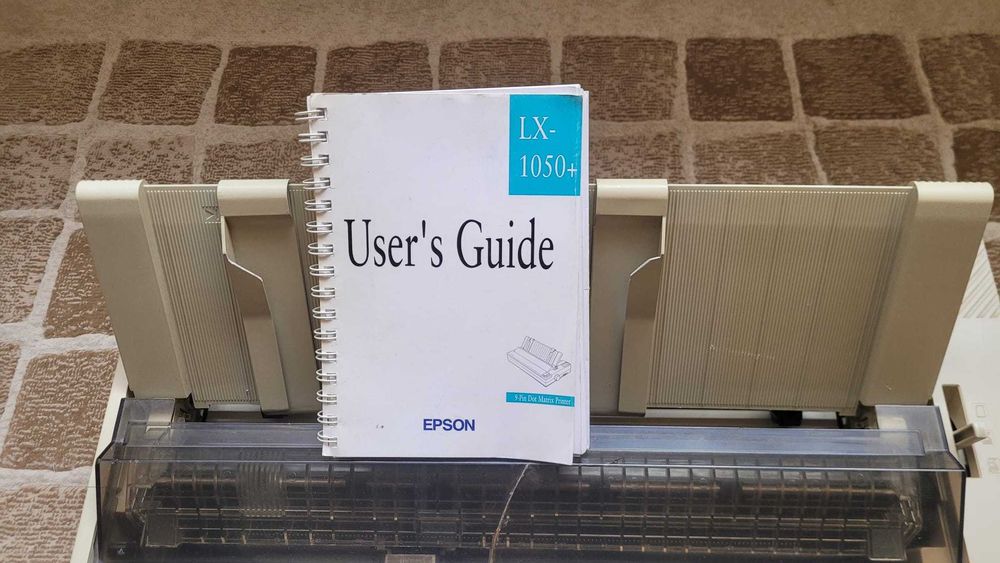 LX-
1050+
User's Guide
9-Pin Dot Matrix Printer
EPSON